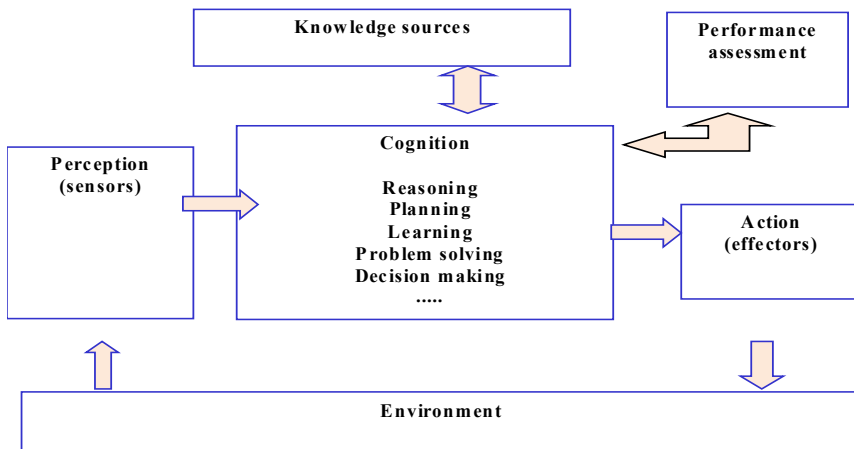 Knowledge sources
Performance
assessment
Cognition
Perception
(sensors)
Reasoning
Planning
Learning
Problem solving
Decision making
.....
Action
(effectors)
Environment